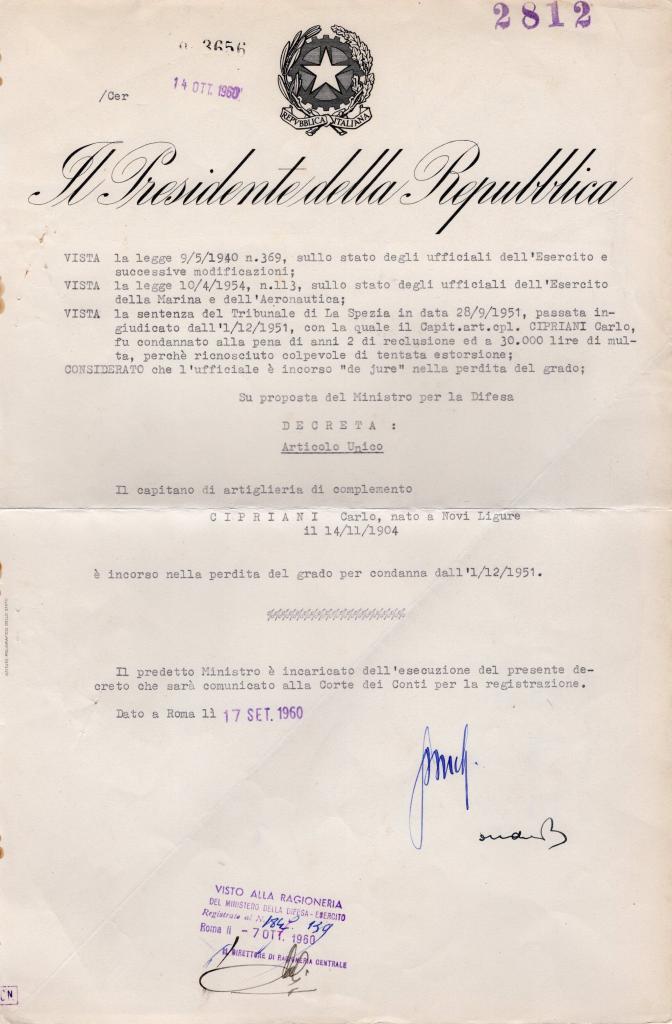 2812
3656
14 OTT. 1960
/Cer
REPVBBLICA ITALIANA
Il Presidente della Repubblica
VISTA la legge 9/5/1940 n.369, sullo stato degli ufficiali dell'Esercito e
successive modificazioni;
VISTA la legge 10/4/1954, n.113, sullo stato degli ufficiali dell'Esercito
della Marina e dell'Aeronautica;
VISTA la sentenza del Tribunale di La Spezia in data 28/9/1951, passata in-
giudicato dall'1/12/1951, con la quale il Capit.art.cpl. CIPRIANI Carlo,
fu condannato alla pena di anni 2 di reclusione ed a 30.000 lire di mul-
ta, perchè ricnosciuto colpevole di tentata estorsione;
CONSIDERATO che l'ufficiale è incorso "de jure" nella perdita del grado;
Su proposta del Ministro per la Difesa
D E C R E T A :
Articolo Unico
Il capitano di artiglieria di complemento
C I P R I A N I Carlo, nato a Novi Ligure
il 14/11/1904
è incorso nella perdita del grado per condanna dall'1/12/1951.
Il predetto Ministro è incaricato dell'esecuzione del presente de-
creto che sarà comunicato alla Corte dei Conti per la registrazione.
Dato a Roma lì 17 SET. 1960
VISTO ALLA RAGIONERIA
DEL MINISTERO DELLA DIFESA - ESERCITO
Registrato al N. 139
Roma li - 7 OTT. 1960
IL DIRETTORE DI RAGIONERIA CENTRALE